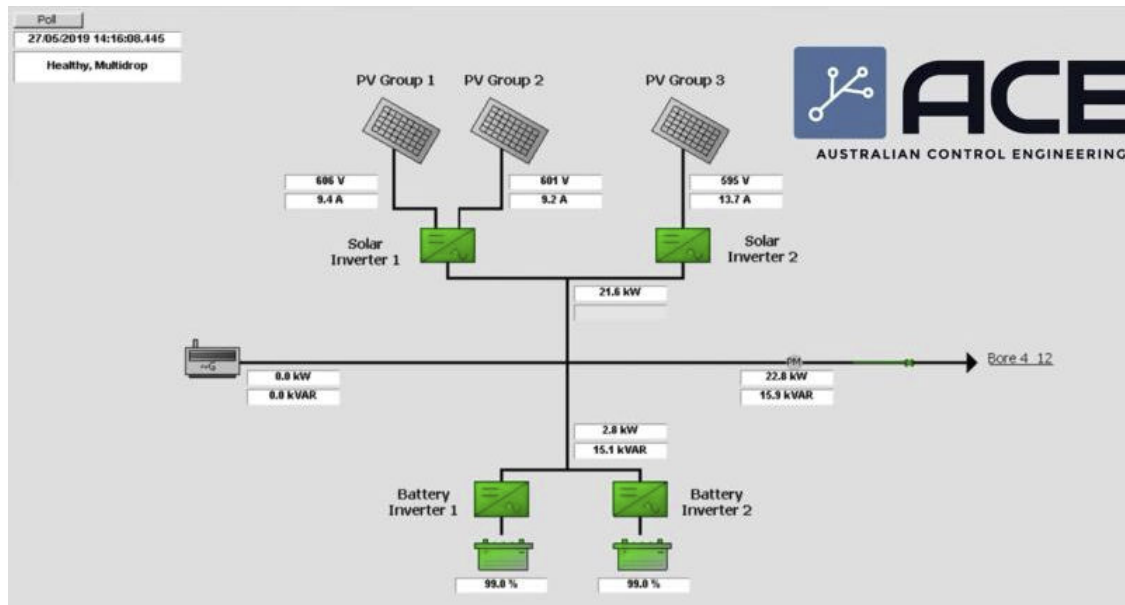 Poll
27/05/2019 14:16:08.445
Healthy, Multidrop
ACE
AUSTRALIAN CONTROL ENGINEERING
PV Group 1
PV Group 2
PV Group 3
606 V
9.4 A
601 V
9.2 A
595 V
13.7 A
Solar
Inverter 1
Solar
Inverter 2
21.6 kW
~G
0.0 kW
0.0 kVAR
PM
22.8 kW
15.9 kVAR
Bore 4_12
2.8 kW
15.1 kVAR
Battery
Inverter 1
Battery
Inverter 2
99.0 %
99.0 %